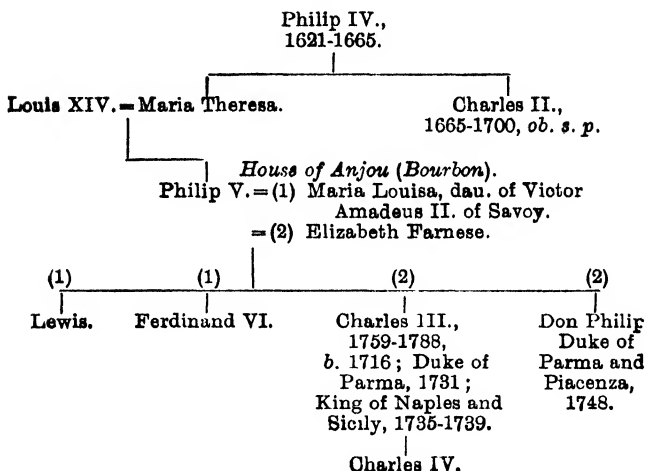 Philip IV.,
1621-1665.
Louis XIV. = Maria Theresa.
Charles II.,
1665-1700, ob. s. p.
House of Anjou (Bourbon).
Philip V. = (1) Maria Louisa, dau. of Victor
Amadeus II. of Savoy.
= (2) Elizabeth Farnese.
(1) (1) (2) (2)
Lewis.
Ferdinand VI.
Charles III.,
1759-1788,
b. 1716; Duke of
Parma, 1731;
King of Naples and
Sicily, 1735-1739.
Don Philip
Duke of
Parma and
Piacenza,
1748.
Charles IV.